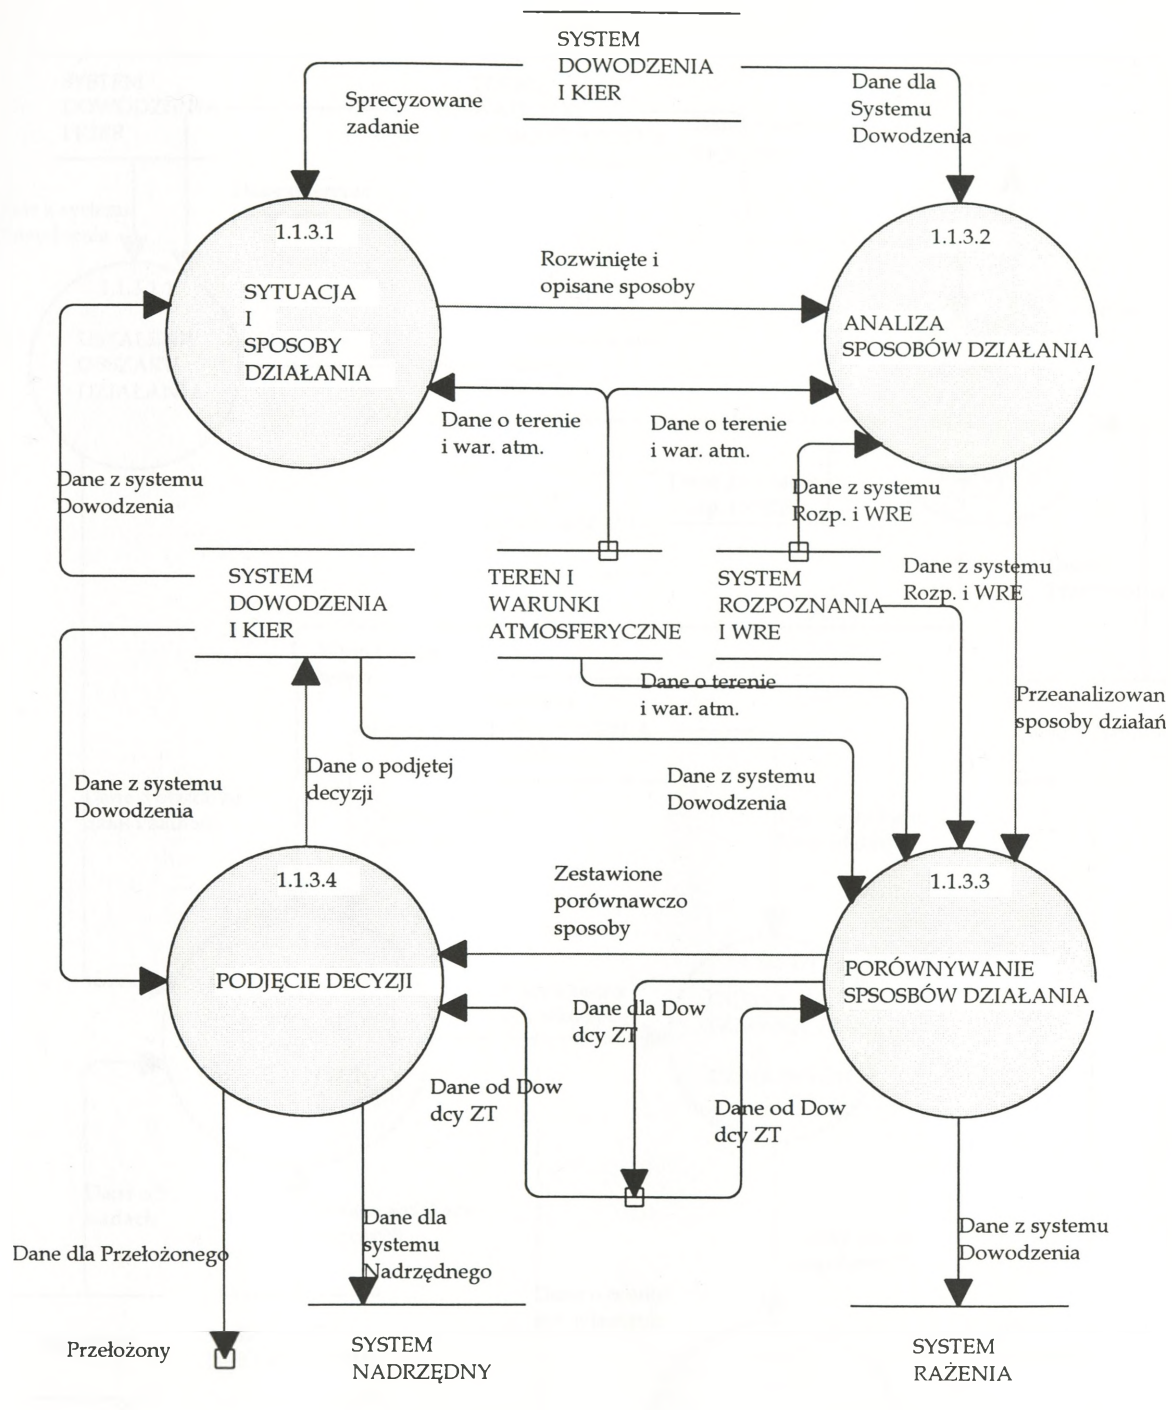 SYSTEM
DOWODZENIA
I KIER
Sprecyzowane
zadanie
Dane dla
Systemu
Dowodzenia
1.1.3.1
SYTUACJA
I
SPOSOBY
DZIAŁANIA
Rozwinięte i
opisane sposoby
1.1.3.2
ANALIZA
SPOSOBÓW DZIAŁANIA
Dane o terenie
i war. atm.
Dane o terenie
i war. atm.
Dane z systemu
Dowodzenia
Dane z systemu
Rozp. i WRE
SYSTEM
DOWODZENIA
I KIER
TEREN I
WARUNKI
ATMOSFERYCZNE
SYSTEM
ROZPOZNANIA
I WRE
Dane z systemu
Rozp. i WRE
Dane o terenie
i war. atm.
Przeanalizowan
sposoby działań
Dane z systemu
Dowodzenia
Dane o podjętej
decyzji
Dane z systemu
Dowodzenia
1.1.3.4
PODJĘCIE DECYZJI
Zestawione
porównawczo
sposoby
1.1.3.3
PORÓWNYWANIE
SPSOSBÓW DZIAŁANIA
Dane dla Dow
dcy ZT
Dane od Dow
dcy ZT
Dane od Dow
dcy ZT
Dane dla Przełożonego
Dane dla
systemu
Nadrzędnego
Dane z systemu
Dowodzenia
Przełożony
SYSTEM
NADRZĘDNY
SYSTEM
RAŻENIA